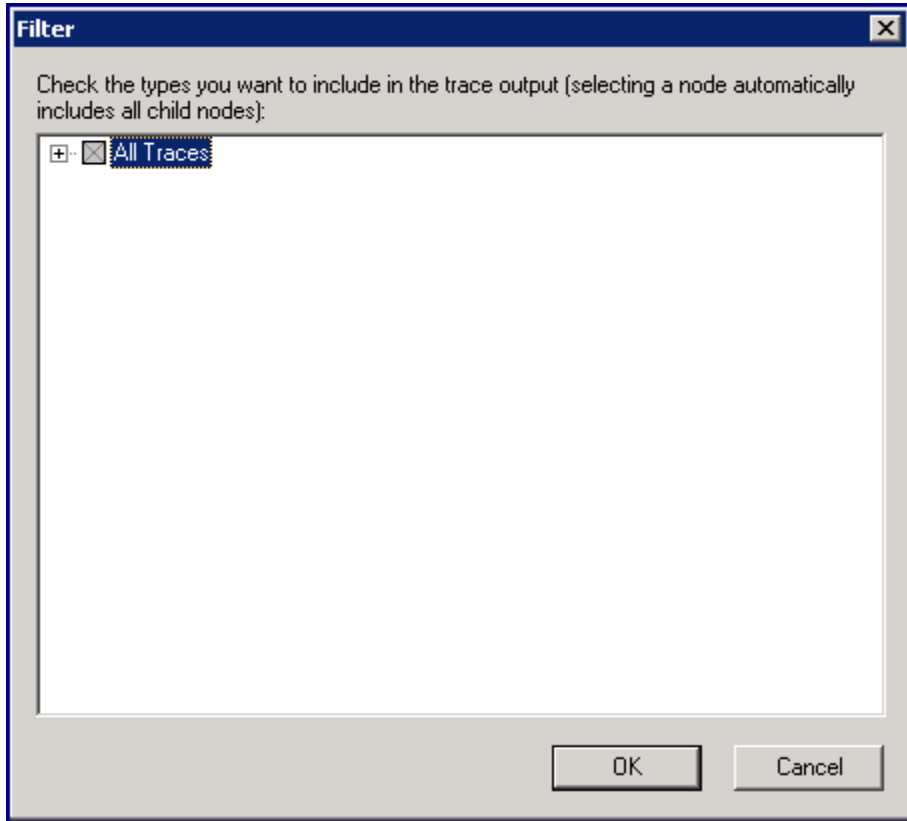 Filter
Check the types you want to include in the trace output (selecting a node automatically
includes all child nodes):
All Traces
OK Cancel